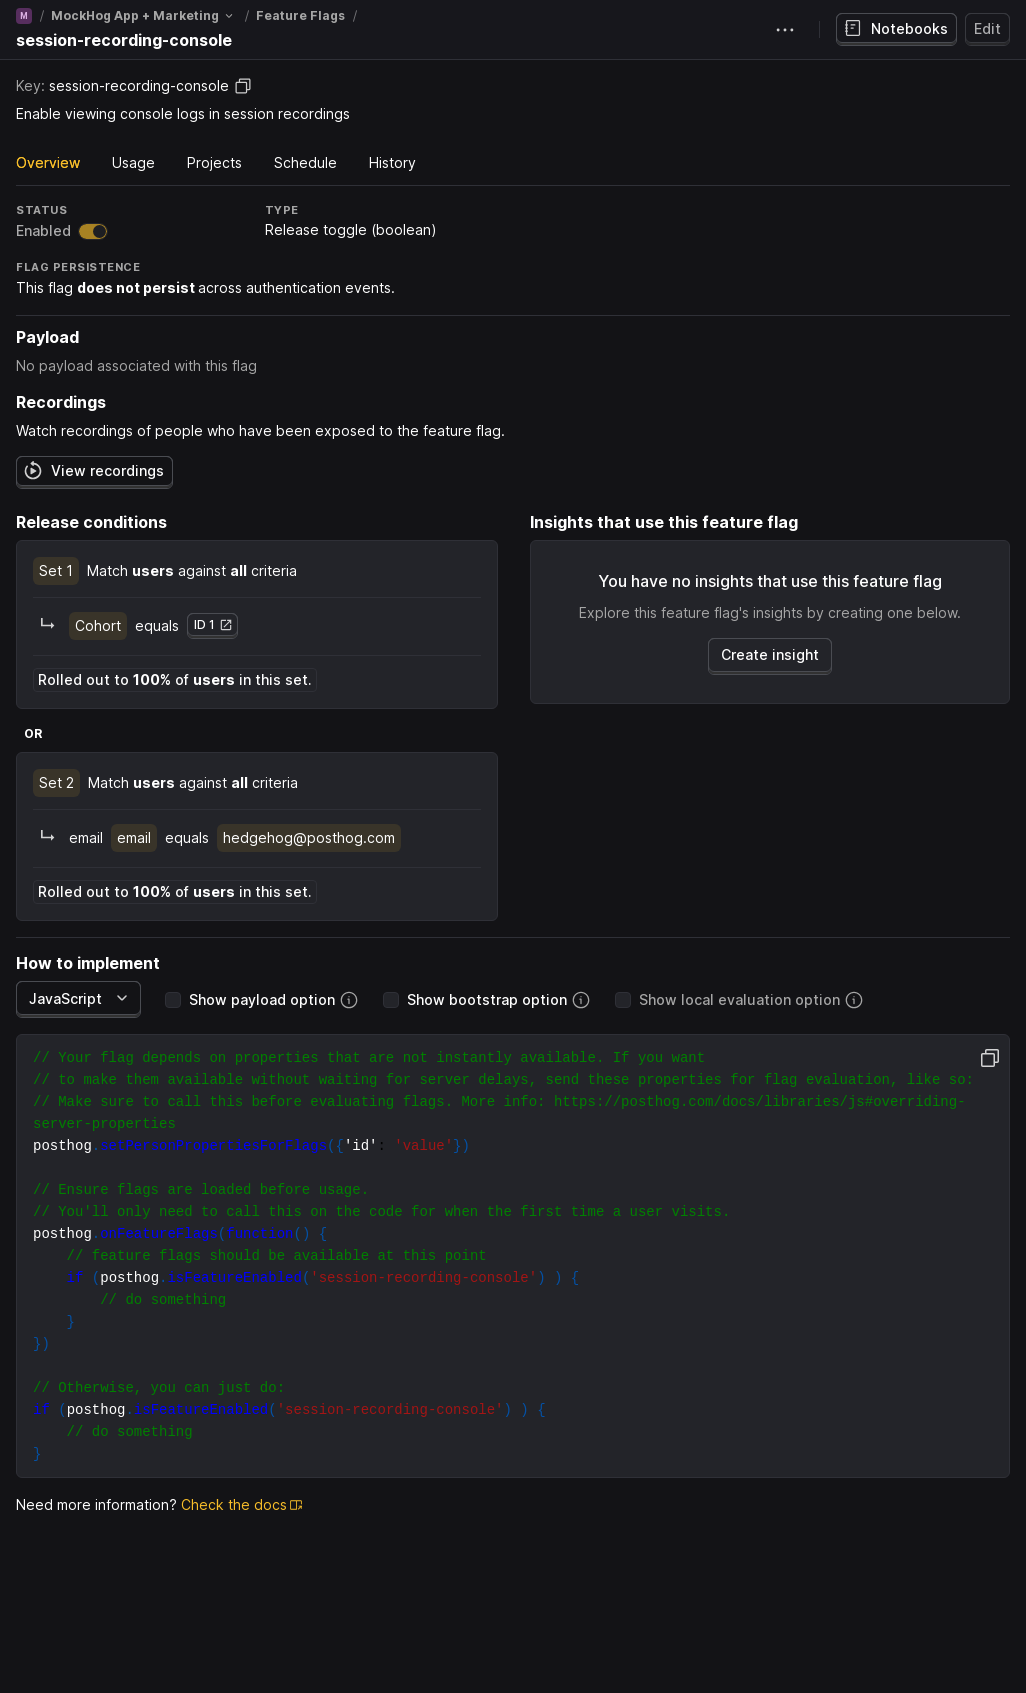 M / MockHog App + Marketing / Feature Flags /
session-recording-console
Notebooks
Edit
Key: session-recording-console
Enable viewing console logs in session recordings
Overview Usage Projects Schedule History
STATUS TYPE
Enabled Release toggle (boolean)
FLAG PERSISTENCE
This flag does not persist across authentication events.
Payload
No payload associated with this flag
Recordings
Watch recordings of people who have been exposed to the feature flag.
View recordings
Release conditions
Set 1 Match users against all criteria
Cohort equals ID 1
Rolled out to 100% of users in this set.
OR
Set 2 Match users against all criteria
email email equals hedgehog@posthog.com
Rolled out to 100% of users in this set.
Insights that use this feature flag
You have no insights that use this feature flag
Explore this feature flag's insights by creating one below.
Create insight
How to implement
JavaScript Show payload option Show bootstrap option Show local evaluation option
// Your flag depends on properties that are not instantly available. If you want
// to make them available without waiting for server delays, send these properties for flag evaluation, like so:
// Make sure to call this before evaluating flags. More info: https://posthog.com/docs/libraries/js#overriding-
server-properties
posthog.setPersonPropertiesForFlags({'id': 'value'})
// Ensure flags are loaded before usage.
// You'll only need to call this on the code for when the first time a user visits.
posthog.onFeatureFlags(function() {
    // feature flags should be available at this point
    if (posthog.isFeatureEnabled('session-recording-console') ) {
        // do something
    }
})
// Otherwise, you can just do:
if (posthog.isFeatureEnabled('session-recording-console') ) {
    // do something
}
Need more information? Check the docs